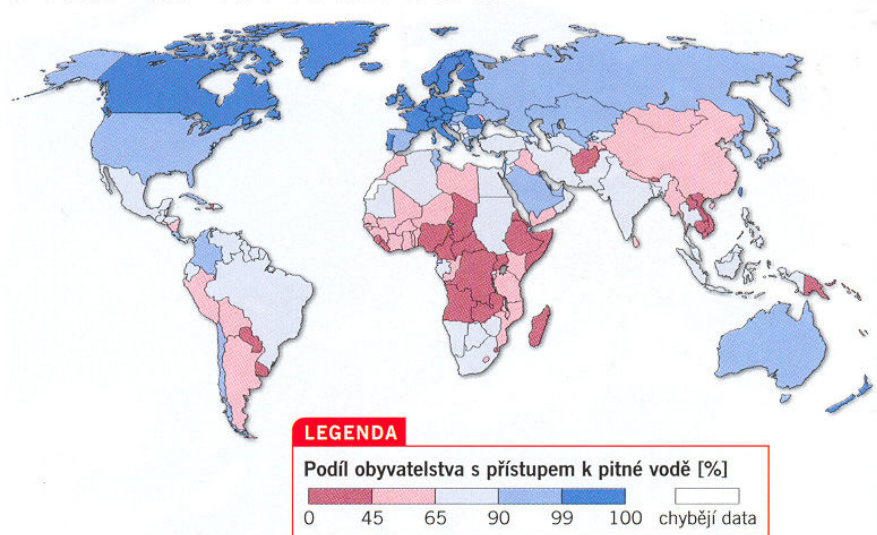 LEGENDA
Podíl obyvatelstva s přístupem k pitné vodě [%]
0 45 65 90 99 100 chybějí data